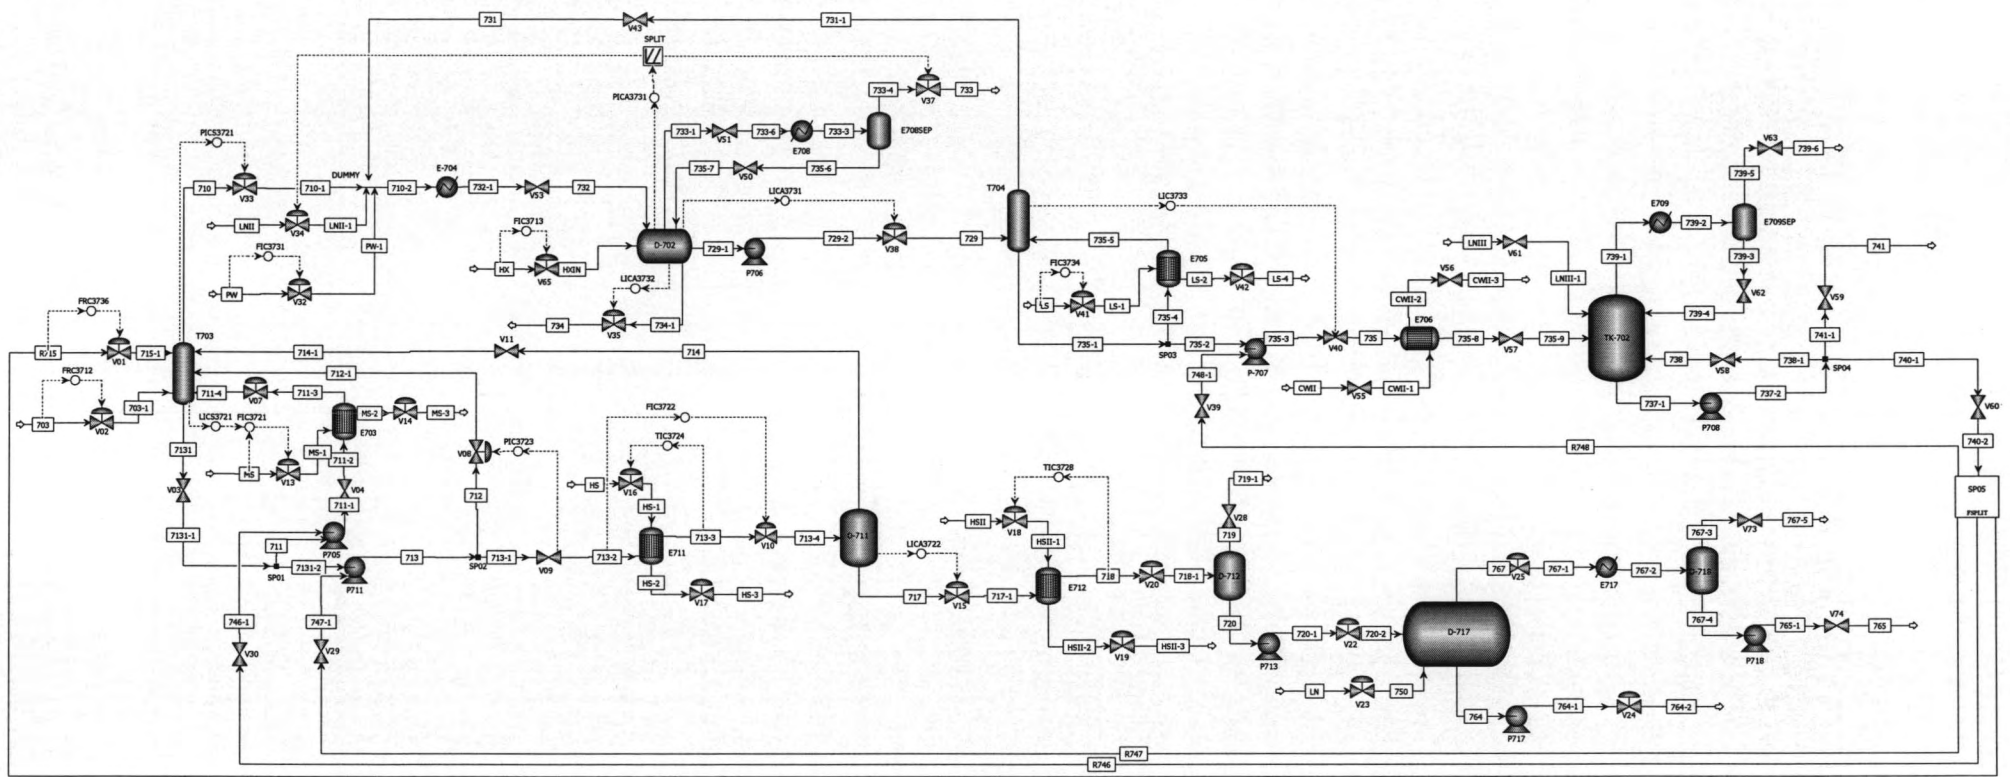 731
V43
731-1
SPLIT
PICA3731
733-4
V37
733
PICS3721
733-1
V51
733-6
E708
733-3
E708SEP
V63
739-6
739-5
710
V33
DUMMY
710-1
710-2
E-704
732-1
V53
732
735-7
V50
735-6
LICA3731
T704
LIC3733
E709
739-2
E709SEP
LNII
V34
LNII-1
FIC3731
PW-1
FIC3713
D-702
729-1
P706
729-2
V38
729
735-5
E705
LNIII
V61
739-1
739-3
741
PW
V32
HX
V65
HXIN
LICA3732
FIC3734
LS-2
V42
LS-4
V56
CWII-3
LNIII-1
V62
V59
LS
V41
LS-1
CWII-2
739-4
734
V35
734-1
735-4
E706
TK-702
741-1
FRC3736
T703
V11
735-1
SP03
735-2
735-3
V40
735
735-8
V57
735-9
738
V58
738-1
SP04
740-1
R715
V01
715-1
714-1
714
P-707
712-1
748-1
CWII
V55
CWII-1
FRC3712
711-4
V07
711-3
MS-2
V14
MS-3
V39
737-1
P708
737-2
V60
703
V02
703-1
LICS3721
FIC3721
E703
FIC3722
R748
740-2
7131
MS-1
V08
PIC3723
TIC3724
711-2
MS
V13
TIC3728
719-1
SP05
FSPLIT
V03
V04
712
HS
V16
711-1
HS-1
HSII
V18
V28
V73
767-5
767-3
7131-1
P705
713-3
V10
713-4
D-711
LICA3722
HSII-1
719
711
713
SP02
713-1
V09
713-2
E711
SP01
7131-2
P711
HS-2
V17
HS-3
717
V15
717-1
E712
718
V20
718-1
D-712
767
V25
767-1
E717
767-2
D-718
767-4
746-1
747-1
720
V30
V29
HSII-2
V19
HSII-3
P713
720-1
V22
720-2
D-717
P718
765-1
V74
765
LN
V23
750
764
P717
764-1
V24
764-2
R747
R746